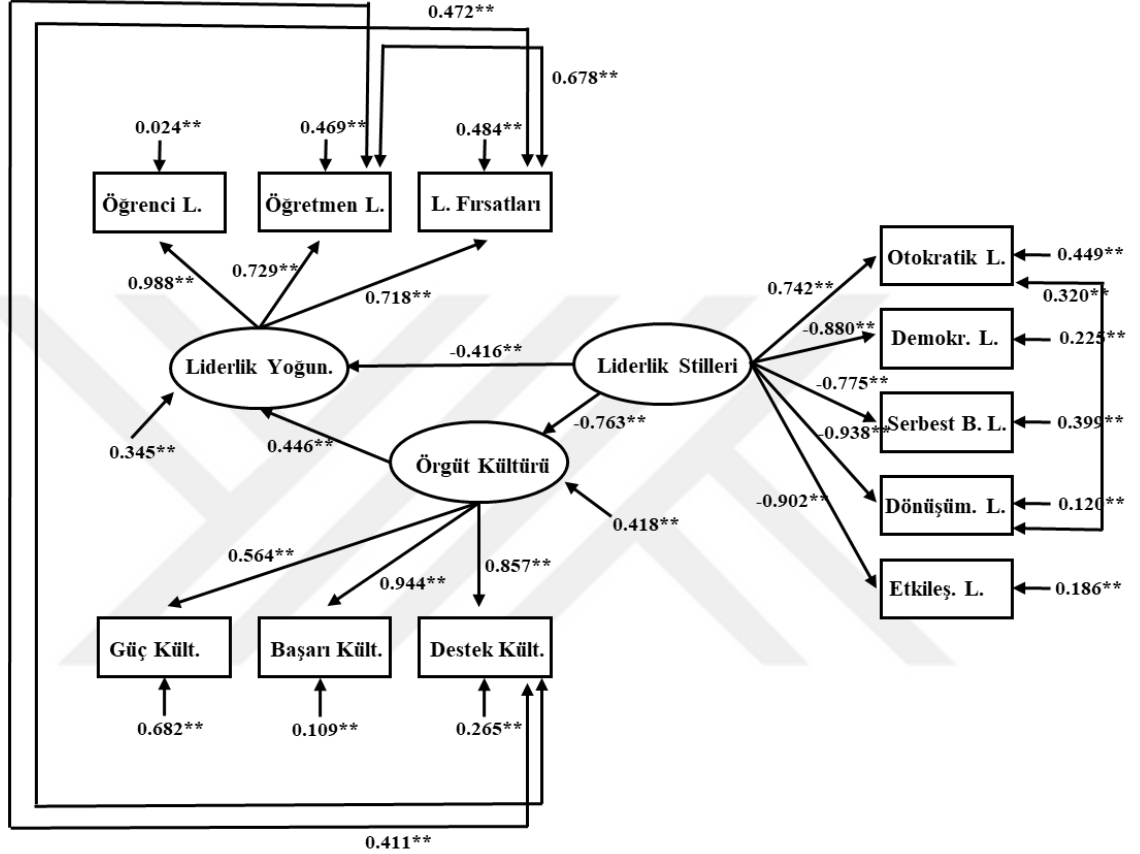 0.472**
0.678**
0.024**
0.469**
0.484**
Öğrenci L.
Öğretmen L.
L. Fırsatları
0.988**
0.729**
0.718**
Otokratik L.
0.449**
0.742**
0.320**
-0.880**
Demokr. L.
0.225**
-0.416**
Liderlik Yoğun.
Liderlik Stilleri
-0.775**
-0.763**
Serbest B. L.
0.399**
-0.938**
0.345**
0.446**
Örgüt Kültürü
-0.902**
Dönüşüm. L.
0.120**
0.418**
0.564**
0.944**
0.857**
Etkileş. L.
0.186**
Güç Kült.
Başarı Kült.
Destek Kült.
0.682**
0.109**
0.265**
0.411**